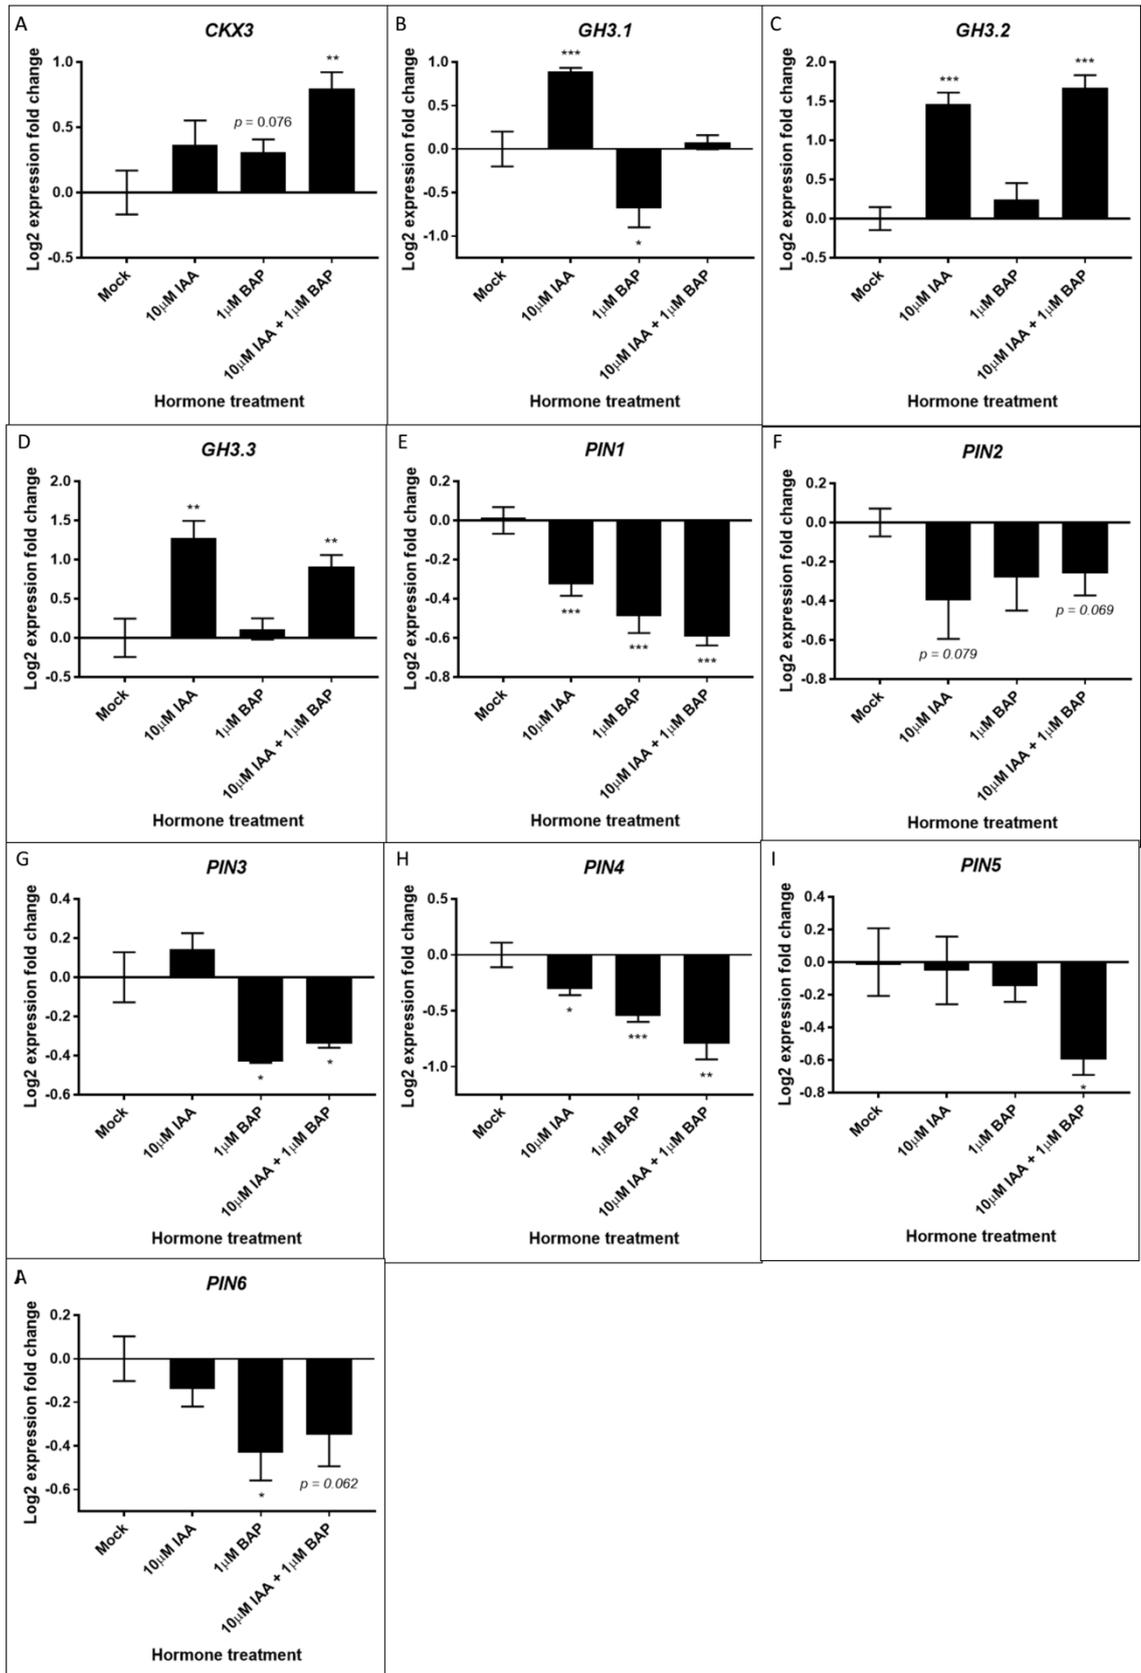 A
CKX3
Log2 expression fold change
1.0
0.5
0.0
-0.5
p = 0.076
**
Mock
10μM IAA
1μM BAP
10μM IAA + 1μM BAP
Hormone treatment
B
GH3.1
Log2 expression fold change
1.0
0.5
0.0
-0.5
-1.0
***
*
Mock
10μM IAA
1μM BAP
10μM IAA + 1μM BAP
Hormone treatment
C
GH3.2
Log2 expression fold change
2.0
1.5
1.0
0.5
0.0
-0.5
***
***
Mock
10μM IAA
1μM BAP
10μM IAA + 1μM BAP
Hormone treatment
D
GH3.3
Log2 expression fold change
2.0
1.5
1.0
0.5
0.0
-0.5
**
**
Mock
10μM IAA
1μM BAP
10μM IAA + 1μM BAP
Hormone treatment
E
PIN1
Log2 expression fold change
0.2
0.0
-0.2
-0.4
-0.6
-0.8
***
***
***
Mock
10μM IAA
1μM BAP
10μM IAA + 1μM BAP
Hormone treatment
F
PIN2
Log2 expression fold change
0.2
0.0
-0.2
-0.4
-0.6
-0.8
p = 0.079
p = 0.069
Mock
10μM IAA
1μM BAP
10μM IAA + 1μM BAP
Hormone treatment
G
PIN3
Log2 expression fold change
0.4
0.2
0.0
-0.2
-0.4
-0.6
*
*
Mock
10μM IAA
1μM BAP
10μM IAA + 1μM BAP
Hormone treatment
H
PIN4
Log2 expression fold change
0.5
0.0
-0.5
-1.0
*
***
**
Mock
10μM IAA
1μM BAP
10μM IAA + 1μM BAP
Hormone treatment
I
PIN5
Log2 expression fold change
0.4
0.2
0.0
-0.2
-0.4
-0.6
-0.8
*
Mock
10μM IAA
1μM BAP
10μM IAA + 1μM BAP
Hormone treatment
PIN6
Log2 expression fold change
0.2
0.0
-0.2
-0.4
-0.6
*
p = 0.062
Mock
10μM IAA
1μM BAP
10μM IAA + 1μM BAP
Hormone treatment